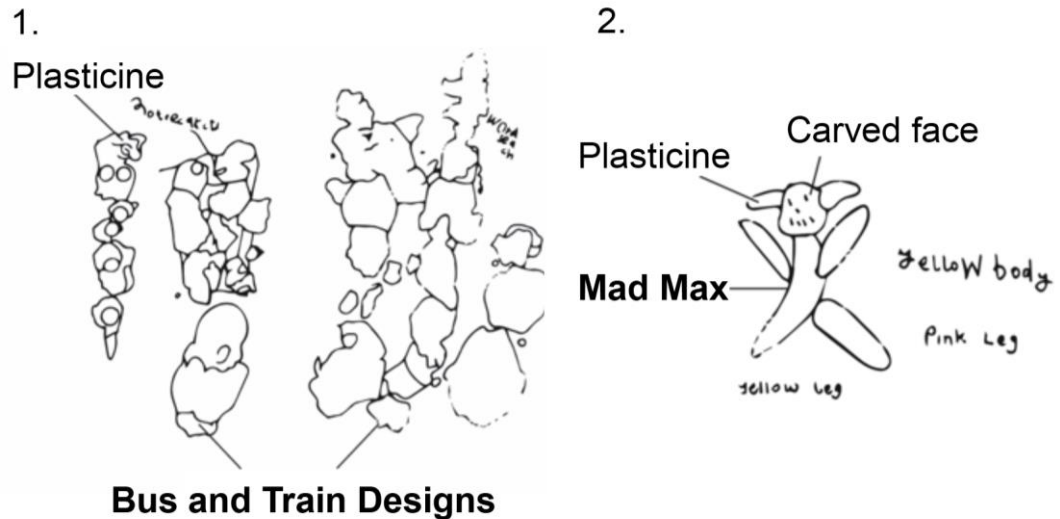 1.
Plasticine
Bus and Train Designs
2.
Plasticine
Carved face
Mad Max
Yellow body
Pink Leg
Yellow Leg